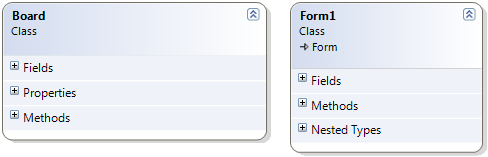 Board
Class
Fields
Properties
Methods
Form1
Class
Form
Fields
Methods
Nested Types